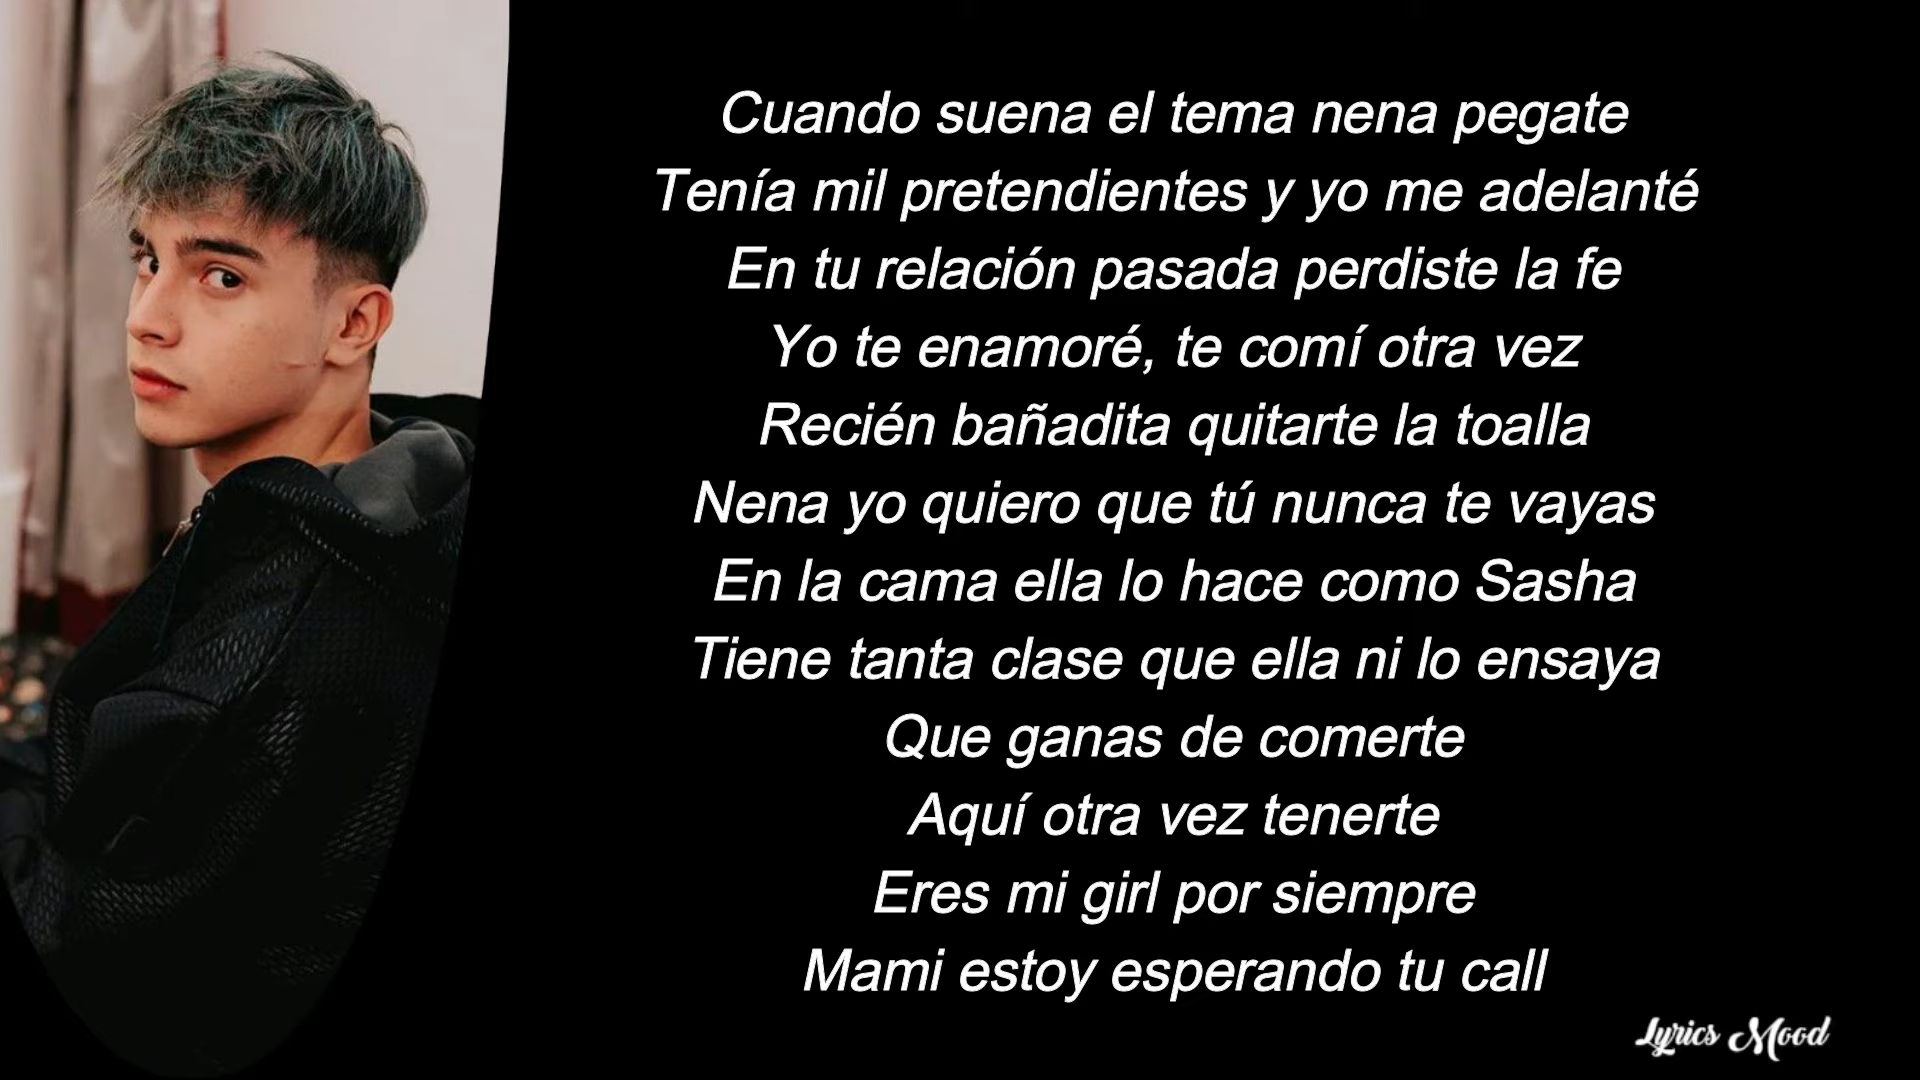 Cuando suena el tema nena pegate
Tenía mil pretendientes y yo me adelanté
En tu relación pasada perdiste la fe
Yo te enamoré, te comí otra vez
Recién bañadita quitarte la toalla
Nena yo quiero que tú nunca te vayas
En la cama ella lo hace como Sasha
Tiene tanta clase que ella ni lo ensaya
Que ganas de comerte
Aquí otra vez tenerte
Eres mi girl por siempre
Mami estoy esperando tu call
Lyrics Mood